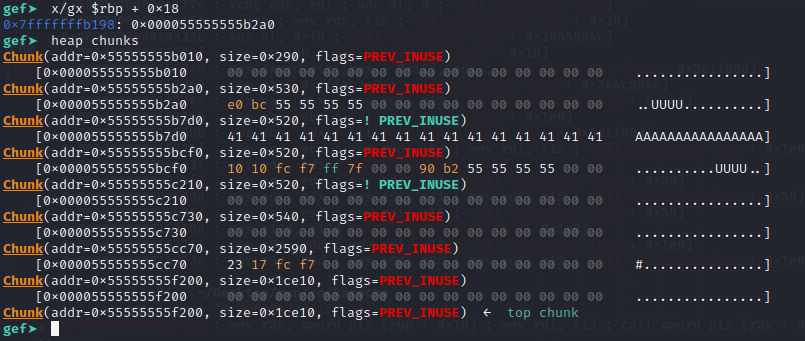 gef➤ x/gx $rbp + 0×18
0×7fffffffb198: 0×000055555555b2a0
gef➤ heap chunks
Chunk(addr=0×55555555b010, size=0×290, flags=PREV_INUSE)
[0×000055555555b010 00 00 00 00 00 00 00 00 00 00 00 00 00 00 00 00 ................]
Chunk(addr=0×55555555b2a0, size=0×530, flags=PREV_INUSE)
[0×000055555555b2a0 e0 bc 55 55 55 55 00 00 00 00 00 00 00 00 00 00 ..UUUU..........]
Chunk(addr=0×55555555b7d0, size=0×520, flags=! PREV_INUSE)
[0×000055555555b7d0 41 41 41 41 41 41 41 41 41 41 41 41 41 41 41 41 AAAAAAAAAAAAAAAA]
Chunk(addr=0×55555555bcf0, size=0×520, flags=PREV_INUSE)
[0×000055555555bcf0 10 10 fc f7 ff 7f 00 00 90 b2 55 55 55 55 00 00 ..........UUUU..]
Chunk(addr=0×55555555c210, size=0×520, flags=! PREV_INUSE)
[0×000055555555c210 00 00 00 00 00 00 00 00 00 00 00 00 00 00 00 00 ................]
Chunk(addr=0×55555555c730, size=0×540, flags=PREV_INUSE)
[0×000055555555c730 00 00 00 00 00 00 00 00 00 00 00 00 00 00 00 00 ................]
Chunk(addr=0×55555555cc70, size=0×2590, flags=PREV_INUSE)
[0×000055555555cc70 23 17 fc f7 00 00 00 00 00 00 00 00 00 00 00 00 #...............]
Chunk(addr=0×55555555f200, size=0×1ce10, flags=PREV_INUSE)
[0×000055555555f200 00 00 00 00 00 00 00 00 00 00 00 00 00 00 00 00 ................]
Chunk(addr=0×55555555f200, size=0×1ce10, flags=PREV_INUSE) ← top chunk
gef➤